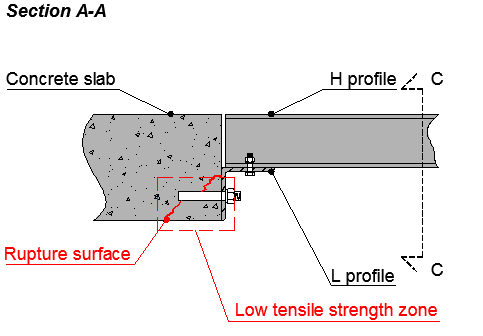 Section A-A
Concrete slab
H profile
C
Rupture surface
L profile
C
Low tensile strength zone